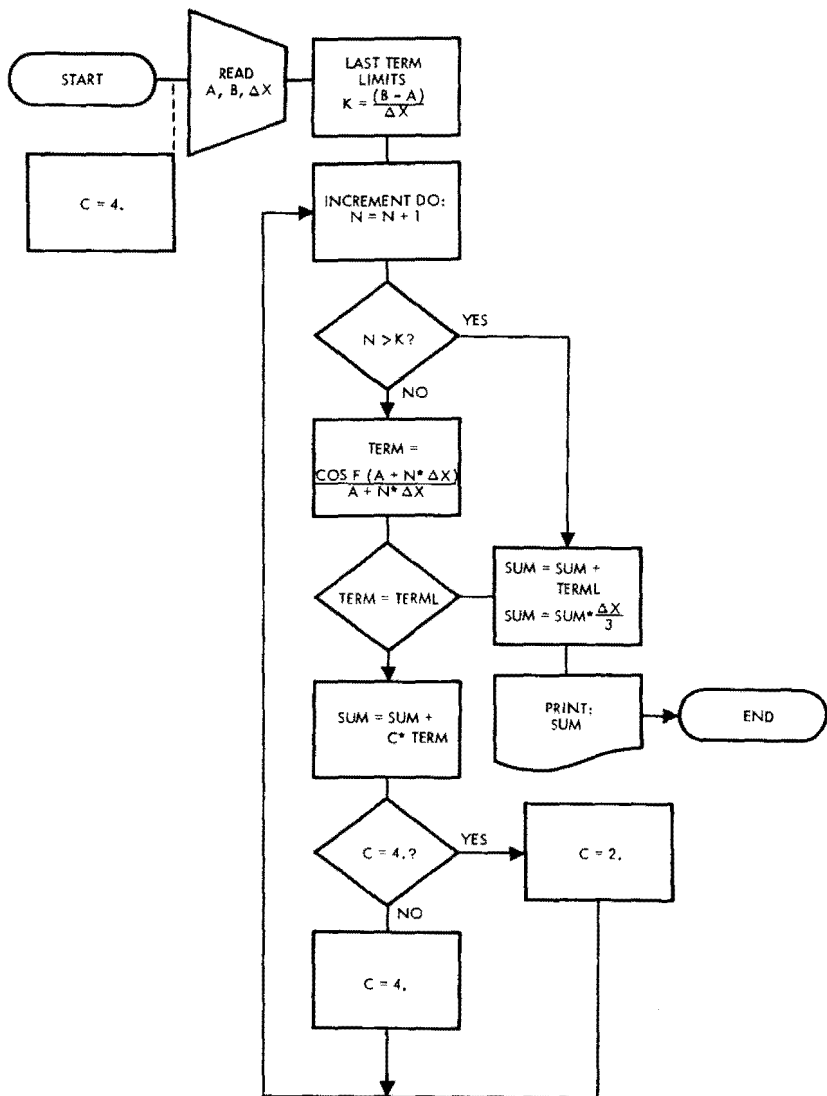 START
READ
A, B, ΔX
LAST TERM
LIMITS
K = (B - A)
ΔX
C = 4.
INCREMENT DO:
N = N + 1
N > K?
YES
NO
TERM =
COS F (A + N* ΔX)
A + N* ΔX
TERM = TERML
SUM = SUM +
TERML
SUM = SUM* ΔX
3
SUM = SUM +
C* TERM
PRINT:
SUM
END
C = 4.?
YES
C = 2.
NO
C = 4.